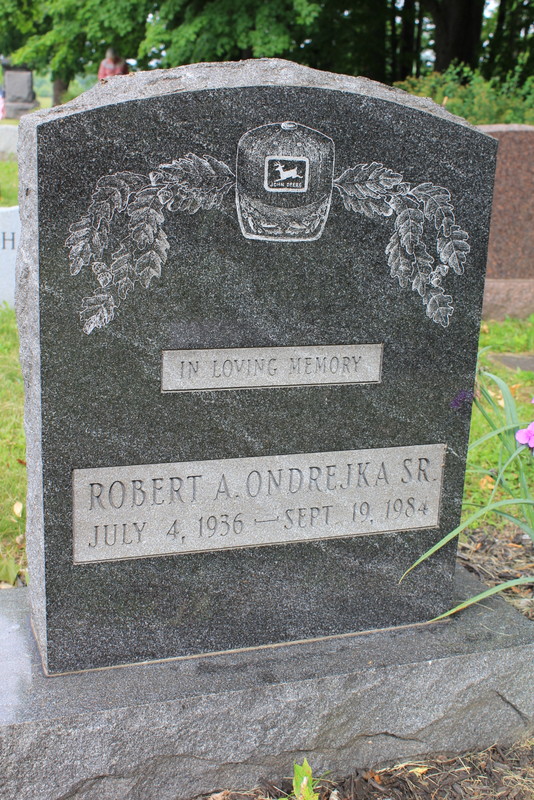 JOHN DEERE
IN LOVING MEMORY
ROBERT A. ONDREJKA SR.
JULY 4, 1936 — SEPT. 19, 1984
H